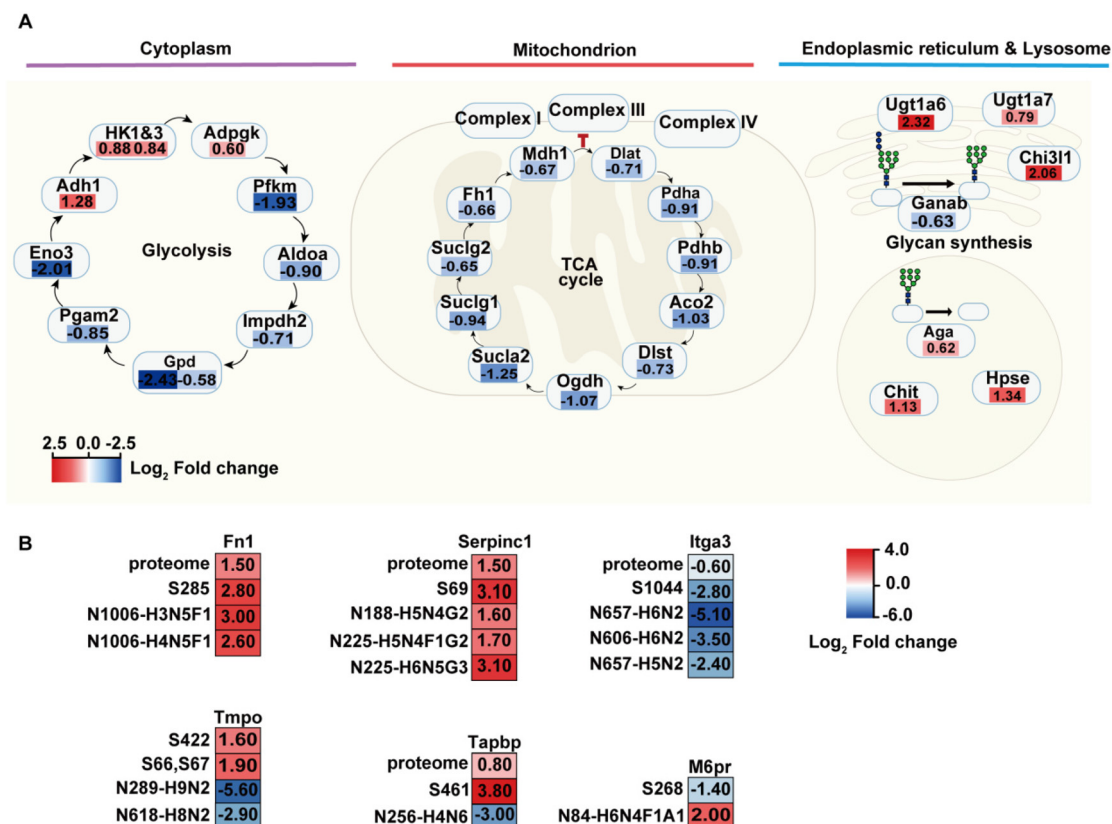 A
Cytoplasm
Mitochondrion
Endoplasmic reticulum & Lysosome
HK1&3
0.88 0.84
Adpgk
0.60
Pfkm
-1.93
Aldoa
-0.90
Impdh2
-0.71
Gpd
-2.43 -0.58
Pgam2
-0.85
Eno3
-2.01
Adh1
1.28
Glycolysis
2.5 0.0 -2.5
Log2 Fold change
Complex I
Complex III
Complex IV
Mdh1
-0.67
Dlat
-0.71
Pdha
-0.91
Pdhb
-0.91
Aco2
-1.03
Dlst
-0.73
Ogdh
-1.07
Sucla2
-1.25
Suclg1
-0.94
Suclg2
-0.65
Fh1
-0.66
TCA
cycle
Ugt1a6
2.32
Ugt1a7
0.79
Chi3l1
2.06
Ganab
-0.63
Glycan synthesis
Aga
0.62
Chit
1.13
Hpse
1.34
B
Fn1
proteome 1.50
S285 2.80
N1006-H3N5F1 3.00
N1006-H4N5F1 2.60
Serpinc1
proteome 1.50
S69 3.10
N188-H5N4G2 1.60
N225-H5N4F1G2 1.70
N225-H6N5G3 3.10
Itga3
proteome -0.60
S1044 -2.80
N657-H6N2 -5.10
N606-H6N2 -3.50
N657-H5N2 -2.40
4.0
0.0
-6.0
Log2 Fold change
Tmpo
S422 1.60
S66,S67 1.90
N289-H9N2 -5.60
N618-H8N2 -2.90
Tapbp
proteome 0.80
S461 3.80
N256-H4N6 -3.00
M6pr
S268 -1.40
N84-H6N4F1A1 2.00